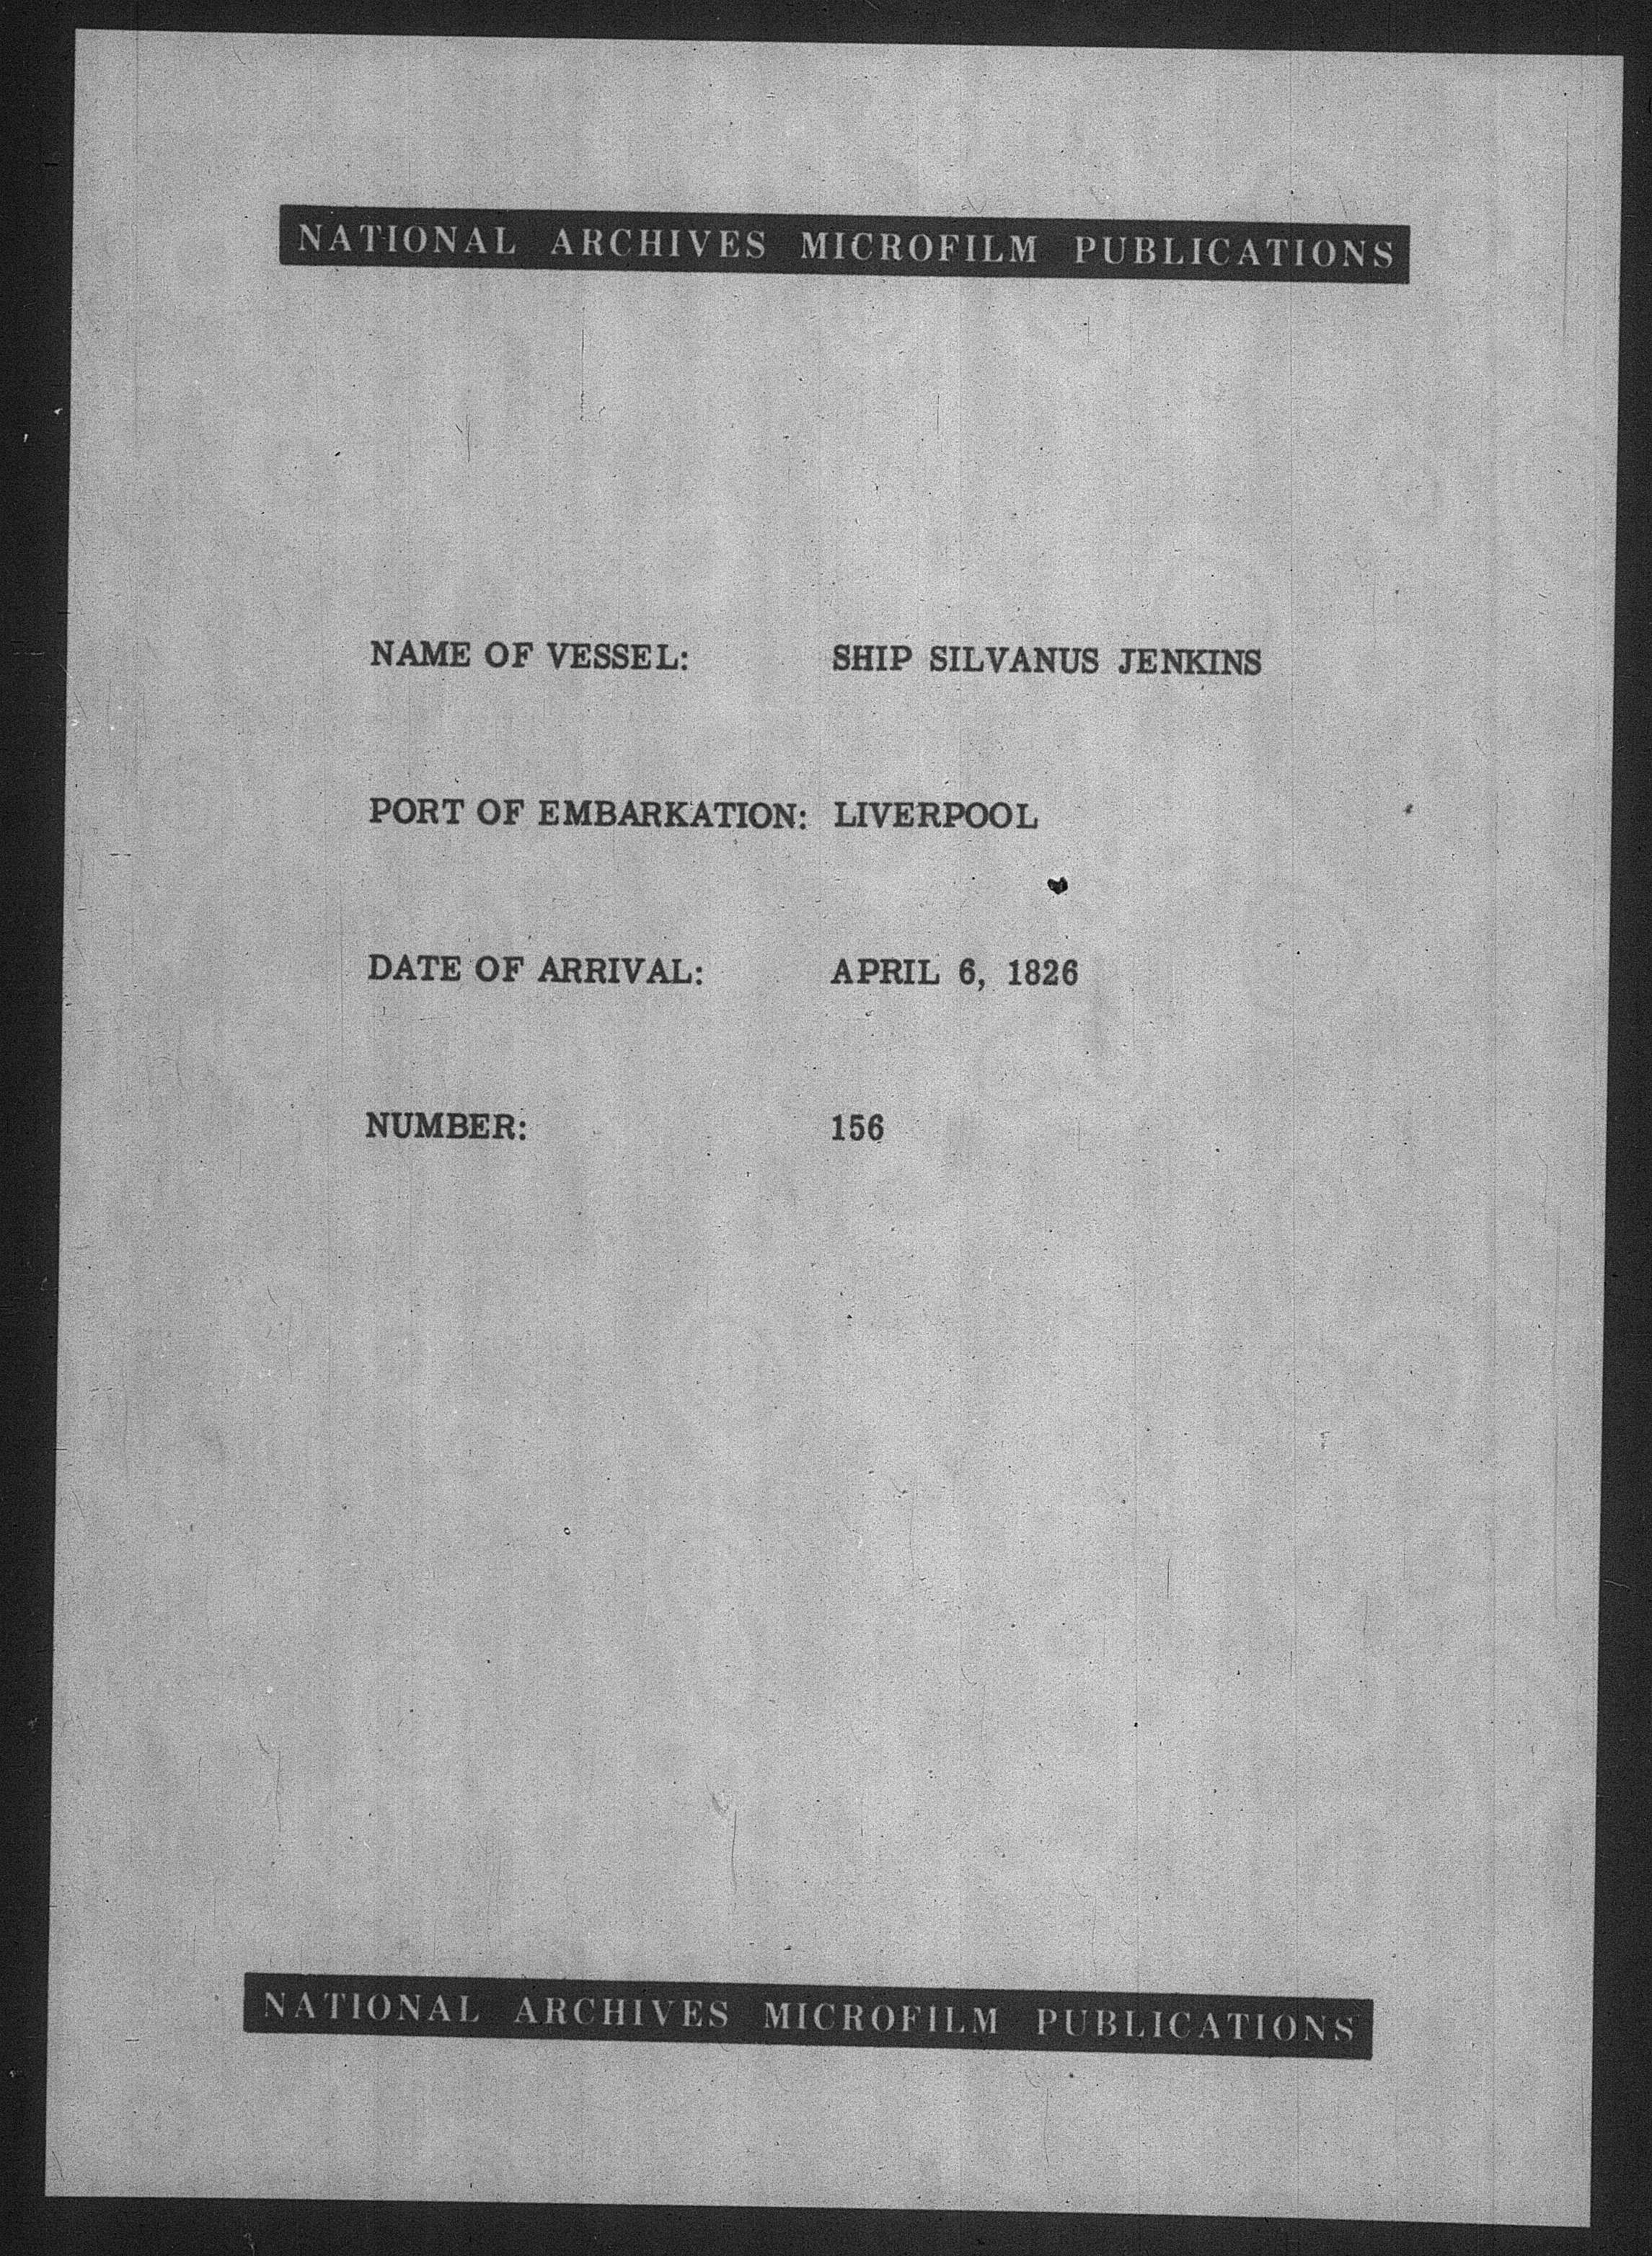 NATIONAL ARCHIVES MICROFILM PUBLICATIONS
NAME OF VESSEL: SHIP SILVANUS JENKINS
PORT OF EMBARKATION: LIVERPOOL
DATE OF ARRIVAL: APRIL 6, 1826
NUMBER: 156
NATIONAL ARCHIVES MICROFILM PUBLICATIONS